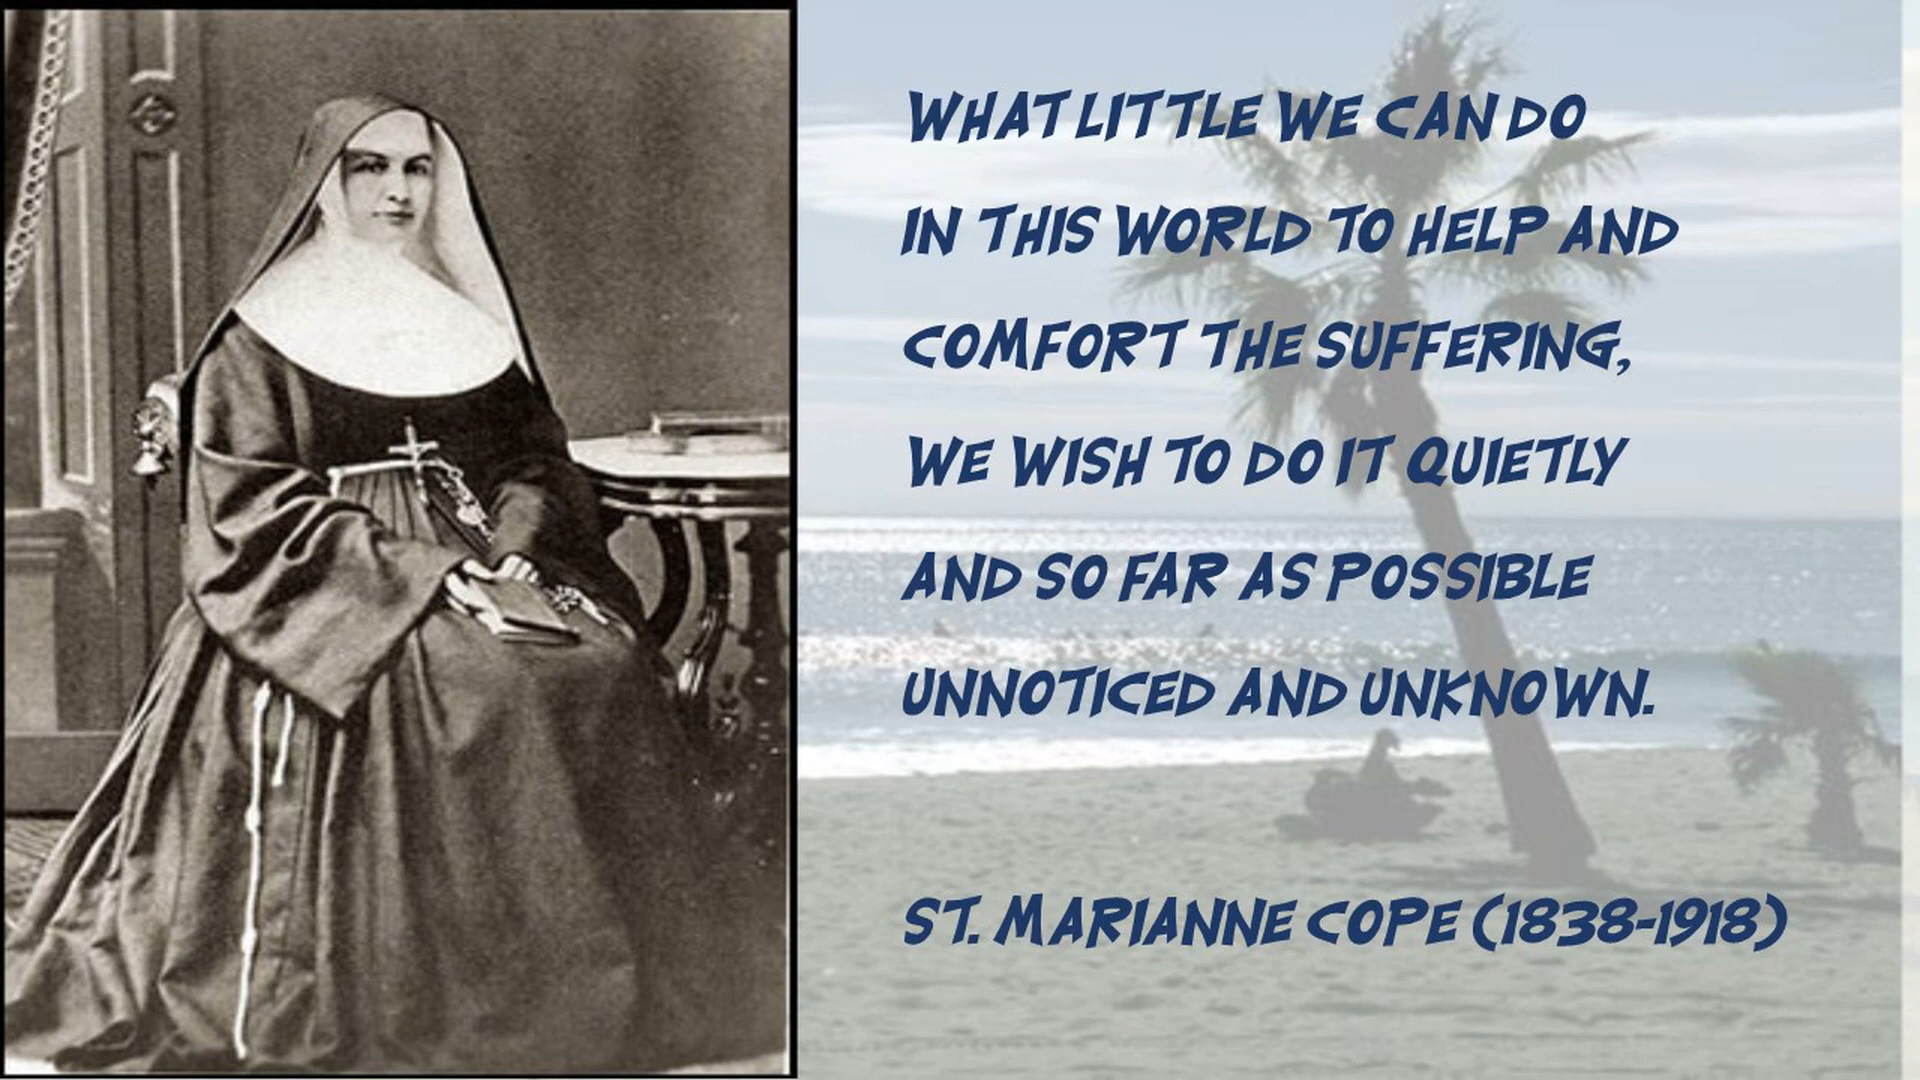 WHAT LITTLE WE CAN DO
IN THIS WORLD TO HELP AND
COMFORT THE SUFFERING,
WE WISH TO DO IT QUIETLY
AND SO FAR AS POSSIBLE
UNNOTICED AND UNKNOWN.
ST. MARIANNE COPE (1838-1918)